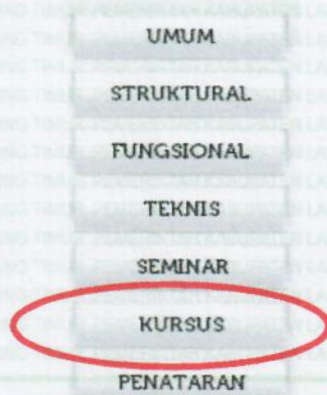 UMUM
STRUKTURAL
FUNGSIONAL
TEKNIS
SEMINAR
KURSUS
PENATARAN